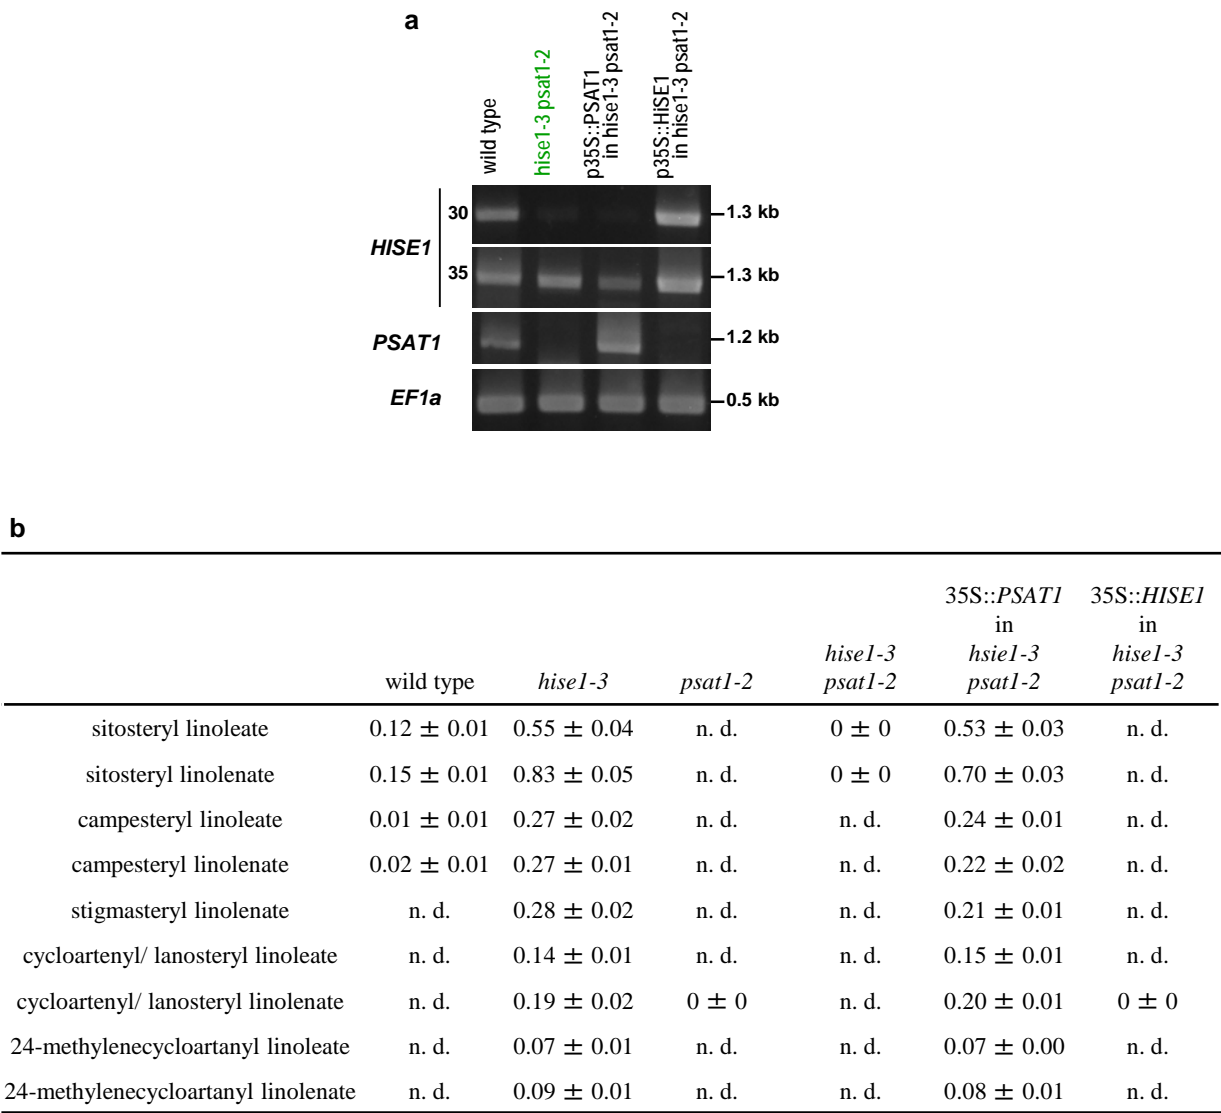 a
wild type
hise1-3 psat1-2
p35S::PSAT1
in hise1-3 psat1-2
p35S::HiSE1
in hise1-3 psat1-2
HISE1
30
1.3 kb
35
1.3 kb
PSAT1
1.2 kb
EF1a
0.5 kb
b
wild type hise1-3 psat1-2 hise1-3 psat1-2 35S::PSAT1 in hsie1-3 psat1-2 35S::HISE1 in hise1-3 psat1-2
sitosteryl linoleate 0.12 ± 0.01 0.55 ± 0.04 n. d. 0 ± 0 0.53 ± 0.03 n. d.
sitosteryl linolenate 0.15 ± 0.01 0.83 ± 0.05 n. d. 0 ± 0 0.70 ± 0.03 n. d.
campesteryl linoleate 0.01 ± 0.01 0.27 ± 0.02 n. d. n. d. 0.24 ± 0.01 n. d.
campesteryl linolenate 0.02 ± 0.01 0.27 ± 0.01 n. d. n. d. 0.22 ± 0.02 n. d.
stigmasteryl linolenate n. d. 0.28 ± 0.02 n. d. n. d. 0.21 ± 0.01 n. d.
cycloartenyl/ lanosteryl linoleate n. d. 0.14 ± 0.01 n. d. n. d. 0.15 ± 0.01 n. d.
cycloartenyl/ lanosteryl linolenate n. d. 0.19 ± 0.02 0 ± 0 n. d. 0.20 ± 0.01 0 ± 0
24-methylenecycloartanyl linoleate n. d. 0.07 ± 0.01 n. d. n. d. 0.07 ± 0.00 n. d.
24-methylenecycloartanyl linolenate n. d. 0.09 ± 0.01 n. d. n. d. 0.08 ± 0.01 n. d.